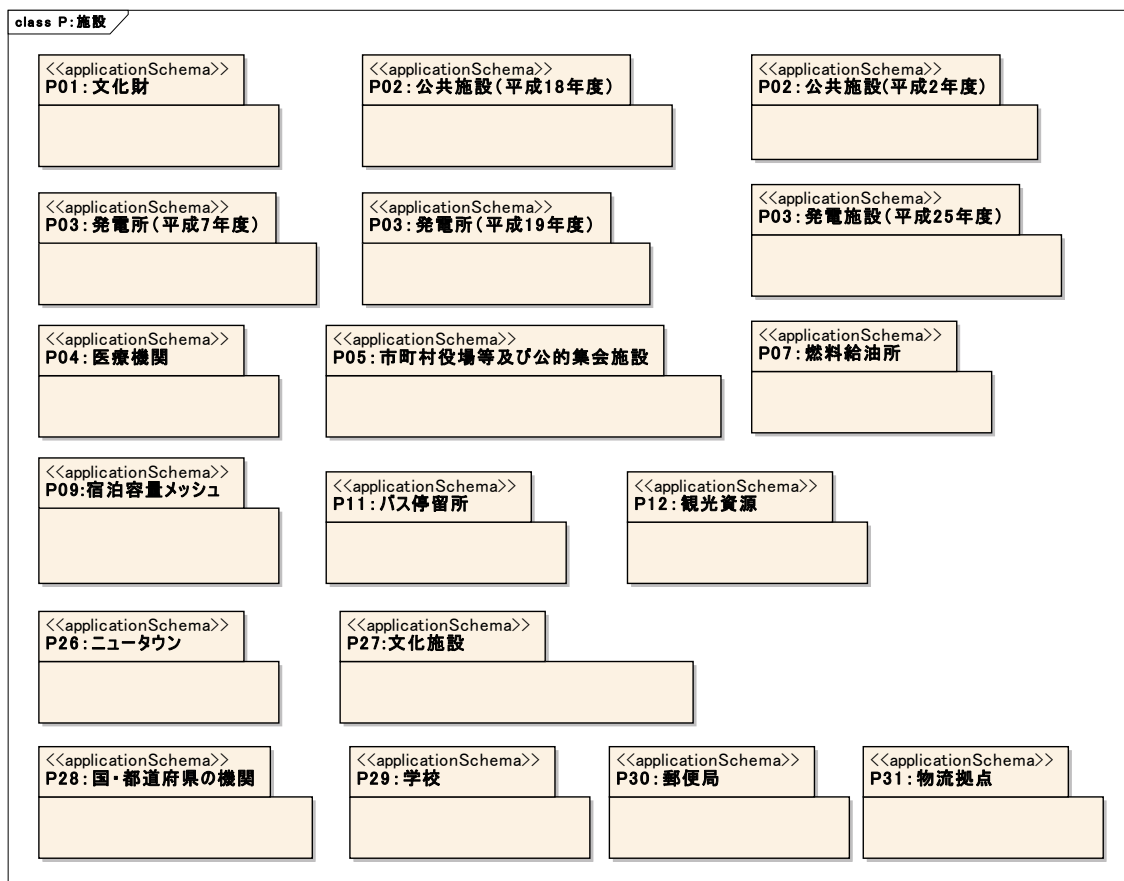 class P:施設
<<applicationSchema>>
P01:文化財
<<applicationSchema>>
P02:公共施設(平成18年度)
<<applicationSchema>>
P02:公共施設(平成2年度)
<<applicationSchema>>
P03:発電所(平成7年度)
<<applicationSchema>>
P03:発電所(平成19年度)
<<applicationSchema>>
P03:発電施設(平成25年度)
<<applicationSchema>>
P04:医療機関
<<applicationSchema>>
P05:市町村役場等及び公的集会施設
<<applicationSchema>>
P07:燃料給油所
<<applicationSchema>>
P09:宿泊容量メッシュ
<<applicationSchema>>
P11:バス停留所
<<applicationSchema>>
P12:観光資源
<<applicationSchema>>
P26:ニュータウン
<<applicationSchema>>
P27:文化施設
<<applicationSchema>>
P28:国・都道府県の機関
<<applicationSchema>>
P29:学校
<<applicationSchema>>
P30:郵便局
<<applicationSchema>>
P31:物流拠点